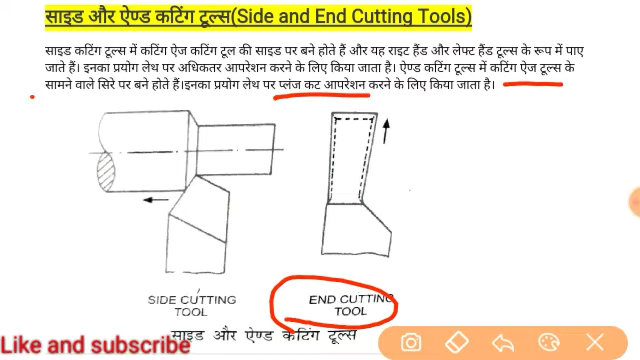 साइड और ऐण्ड कटिंग टूल्स(Side and End Cutting Tools)
साइड कटिंग टूल्स में कटिंग ऐज कटिंग टूल की साइड पर बने होते हैं और यह राइट हैंड और लेफ्ट हैंड टूल्स के रूप में पाए
जाते हैं। इनका प्रयोग लेथ पर अधिकतर आपरेशन करने के लिए किया जाता है। ऐण्ड कटिंग टूल्स में कटिंग ऐज टूल्स के
सामने वाले सिरे पर बने होते हैं।इनका प्रयोग लेथ पर प्लंज कट आपरेशन करने के लिए किया जाता है।
SIDE CUTTING
TOOL
END CUTTING
TOOL
साइड और ऐण्ड कटिंग टूल्स
Like and subscribe